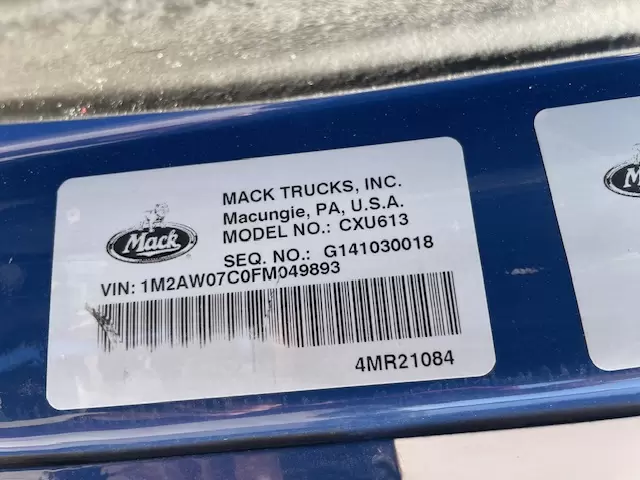 MACK TRUCKS, INC.
Macungie, PA, U.S.A.
MODEL NO.: CXU613
SEQ. NO.: G141030018
Mack
VIN: 1M2AW07C0FM049893
4MR21084